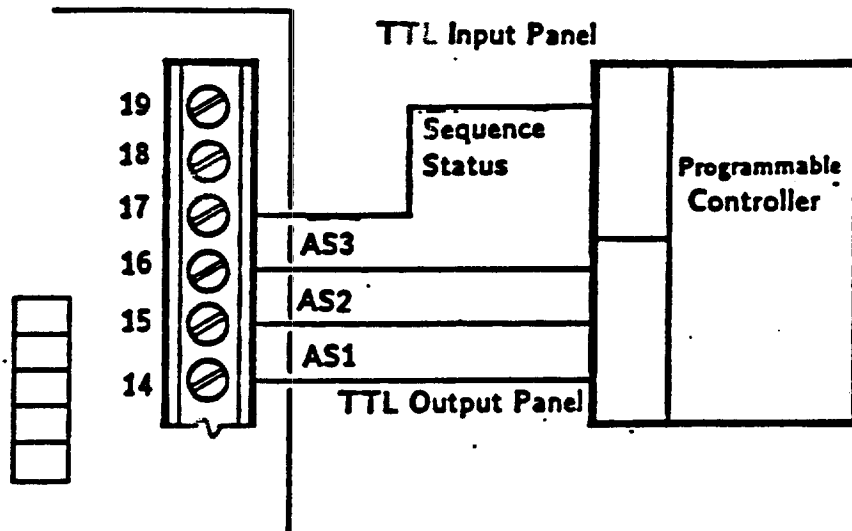 TTL Input Panel
19
18
17
16
15
14
Sequence
Status
AS3
AS2
AS1
TTL Output Panel
Programmable
Controller